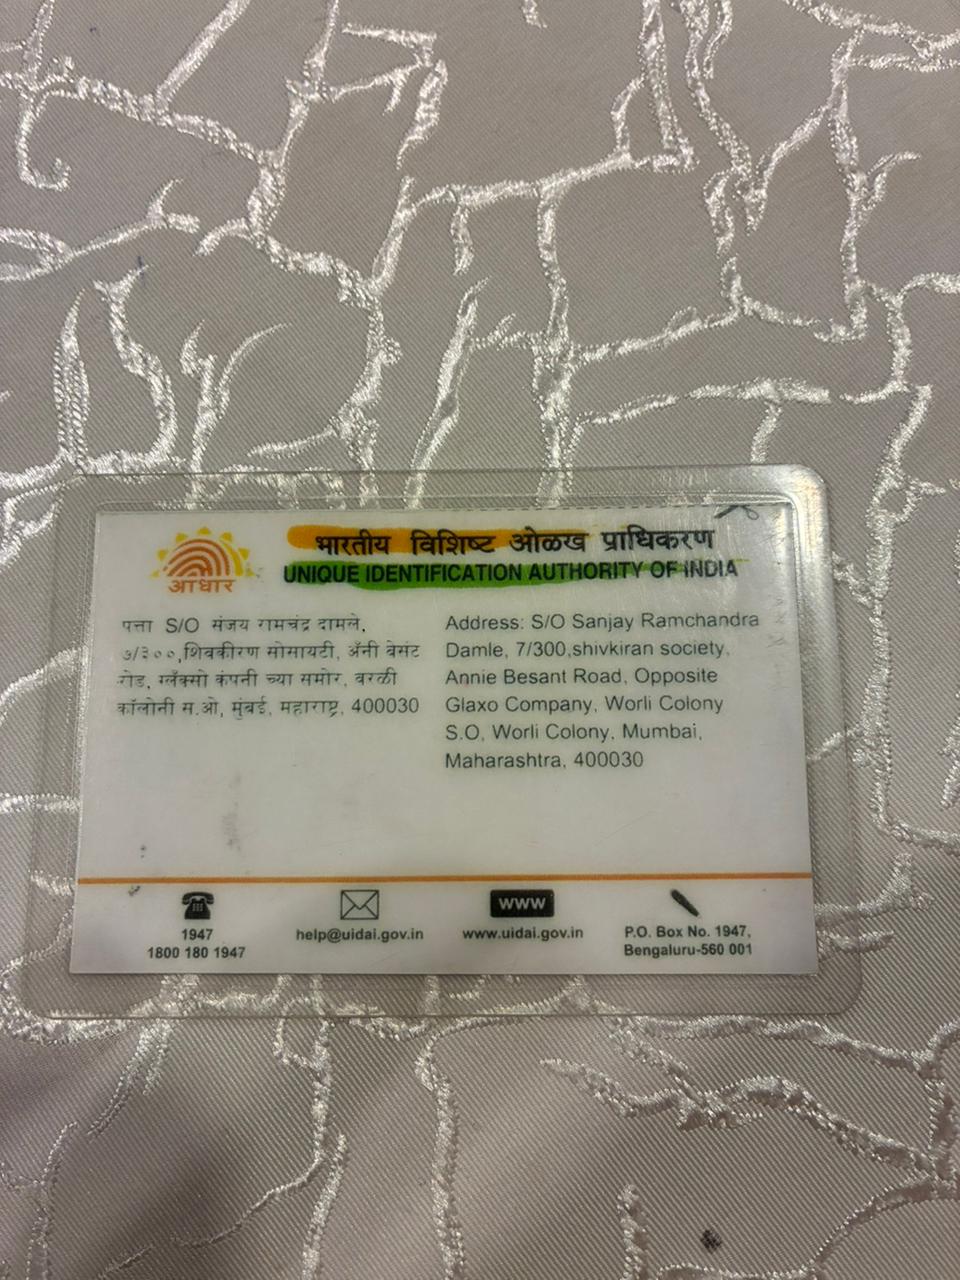 भारतीय विशिष्ट ओळख प्राधिकरण
UNIQUE IDENTIFICATION AUTHORITY OF INDIA
आधार
पत्ता S/O संजय रामचंद्र दामले,
७/३००,शिवकीरण सोसायटी, ॲनी बेसंट
रोड, ग्लॅक्सो कंपनी च्या समोर, वरळी
कॉलोनी स.ओ, मुंबई, महाराष्ट्र, 400030
Address: S/O Sanjay Ramchandra
Damle, 7/300,shivkiran society,
Annie Besant Road, Opposite
Glaxo Company, Worli Colony
S.O, Worli Colony, Mumbai,
Maharashtra, 400030
1947
1800 180 1947
help@uidai.gov.in
www
www.uidai.gov.in
P.O. Box No. 1947,
Bengaluru-560 001